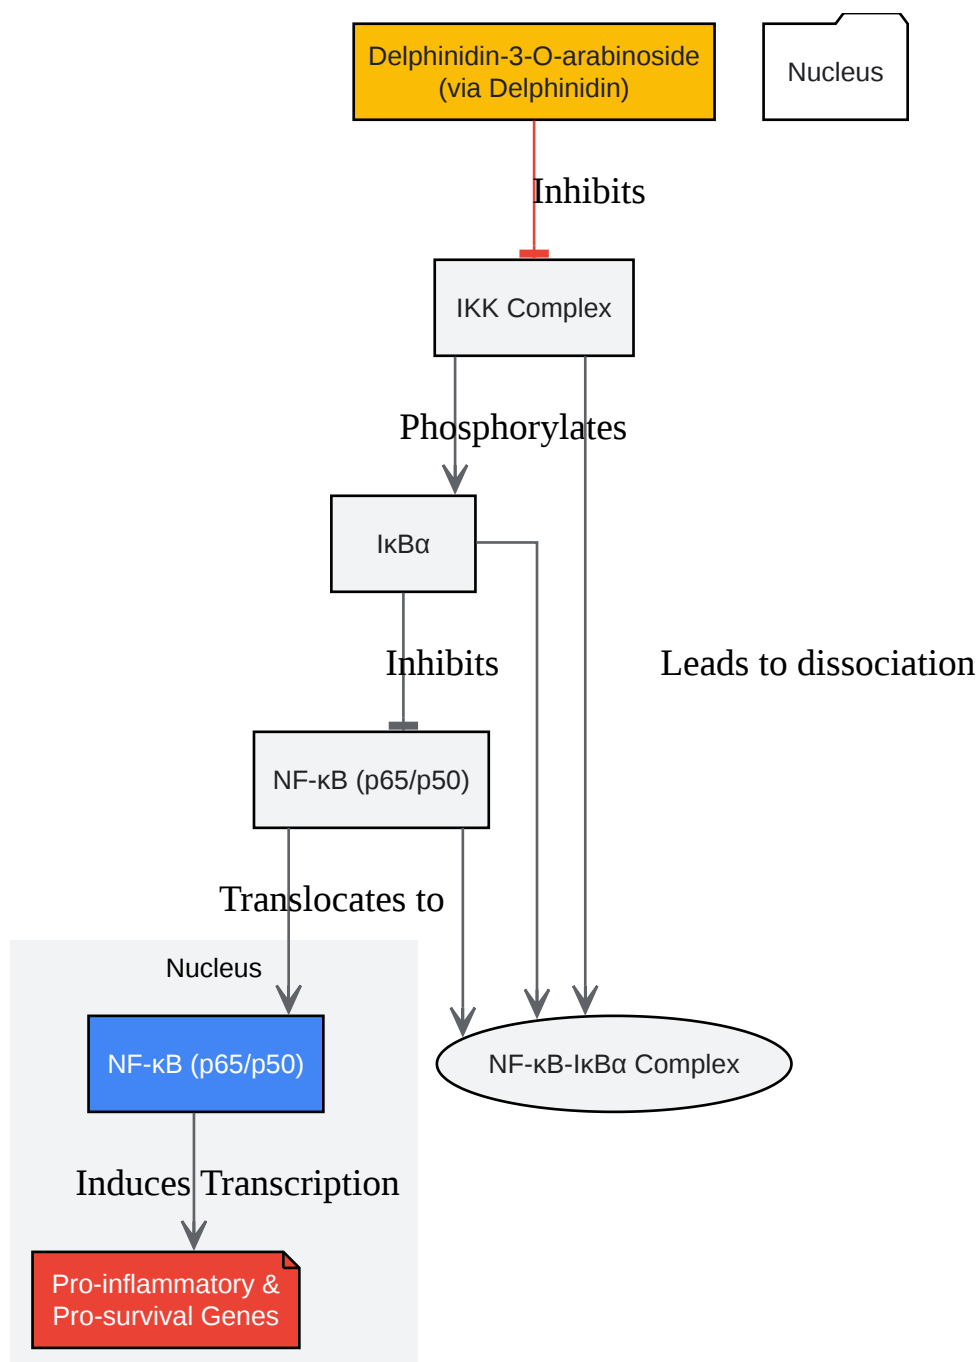 Delphinidin-3-O-arabinoside
(via Delphinidin)
Nucleus
Inhibits
IKK Complex
Phosphorylates
IκBα
Inhibits
Leads to dissociation
NF-κB (p65/p50)
Translocates to
Nucleus
NF-κB (p65/p50)
NF-κB-IκBα Complex
Induces Transcription
Pro-inflammatory &
Pro-survival Genes